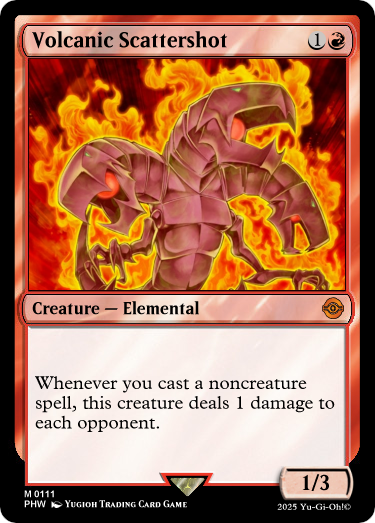 Volcanic Scattershot 1
Creature — Elemental
Whenever you cast a noncreature
spell, this creature deals 1 damage to
each opponent.
1/3
M 0111
PHW Yugioh Trading Card Game
2025 Yu-Gi-Oh!©